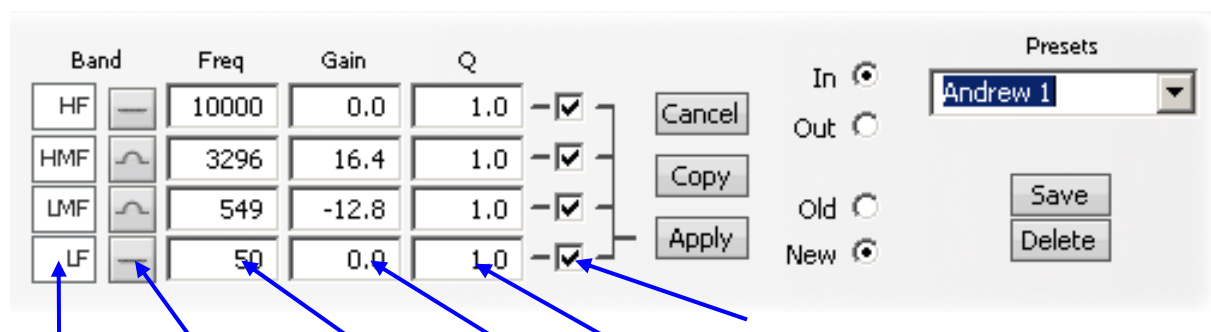 Band Freq Gain Q
HF 10000 0.0 1.0
HMF 3296 16.4 1.0
LMF 549 -12.8 1.0
LF 50 0.0 1.0
Cancel
Copy
Apply
In
Out
Old
New
Presets
Andrew 1
Save
Delete